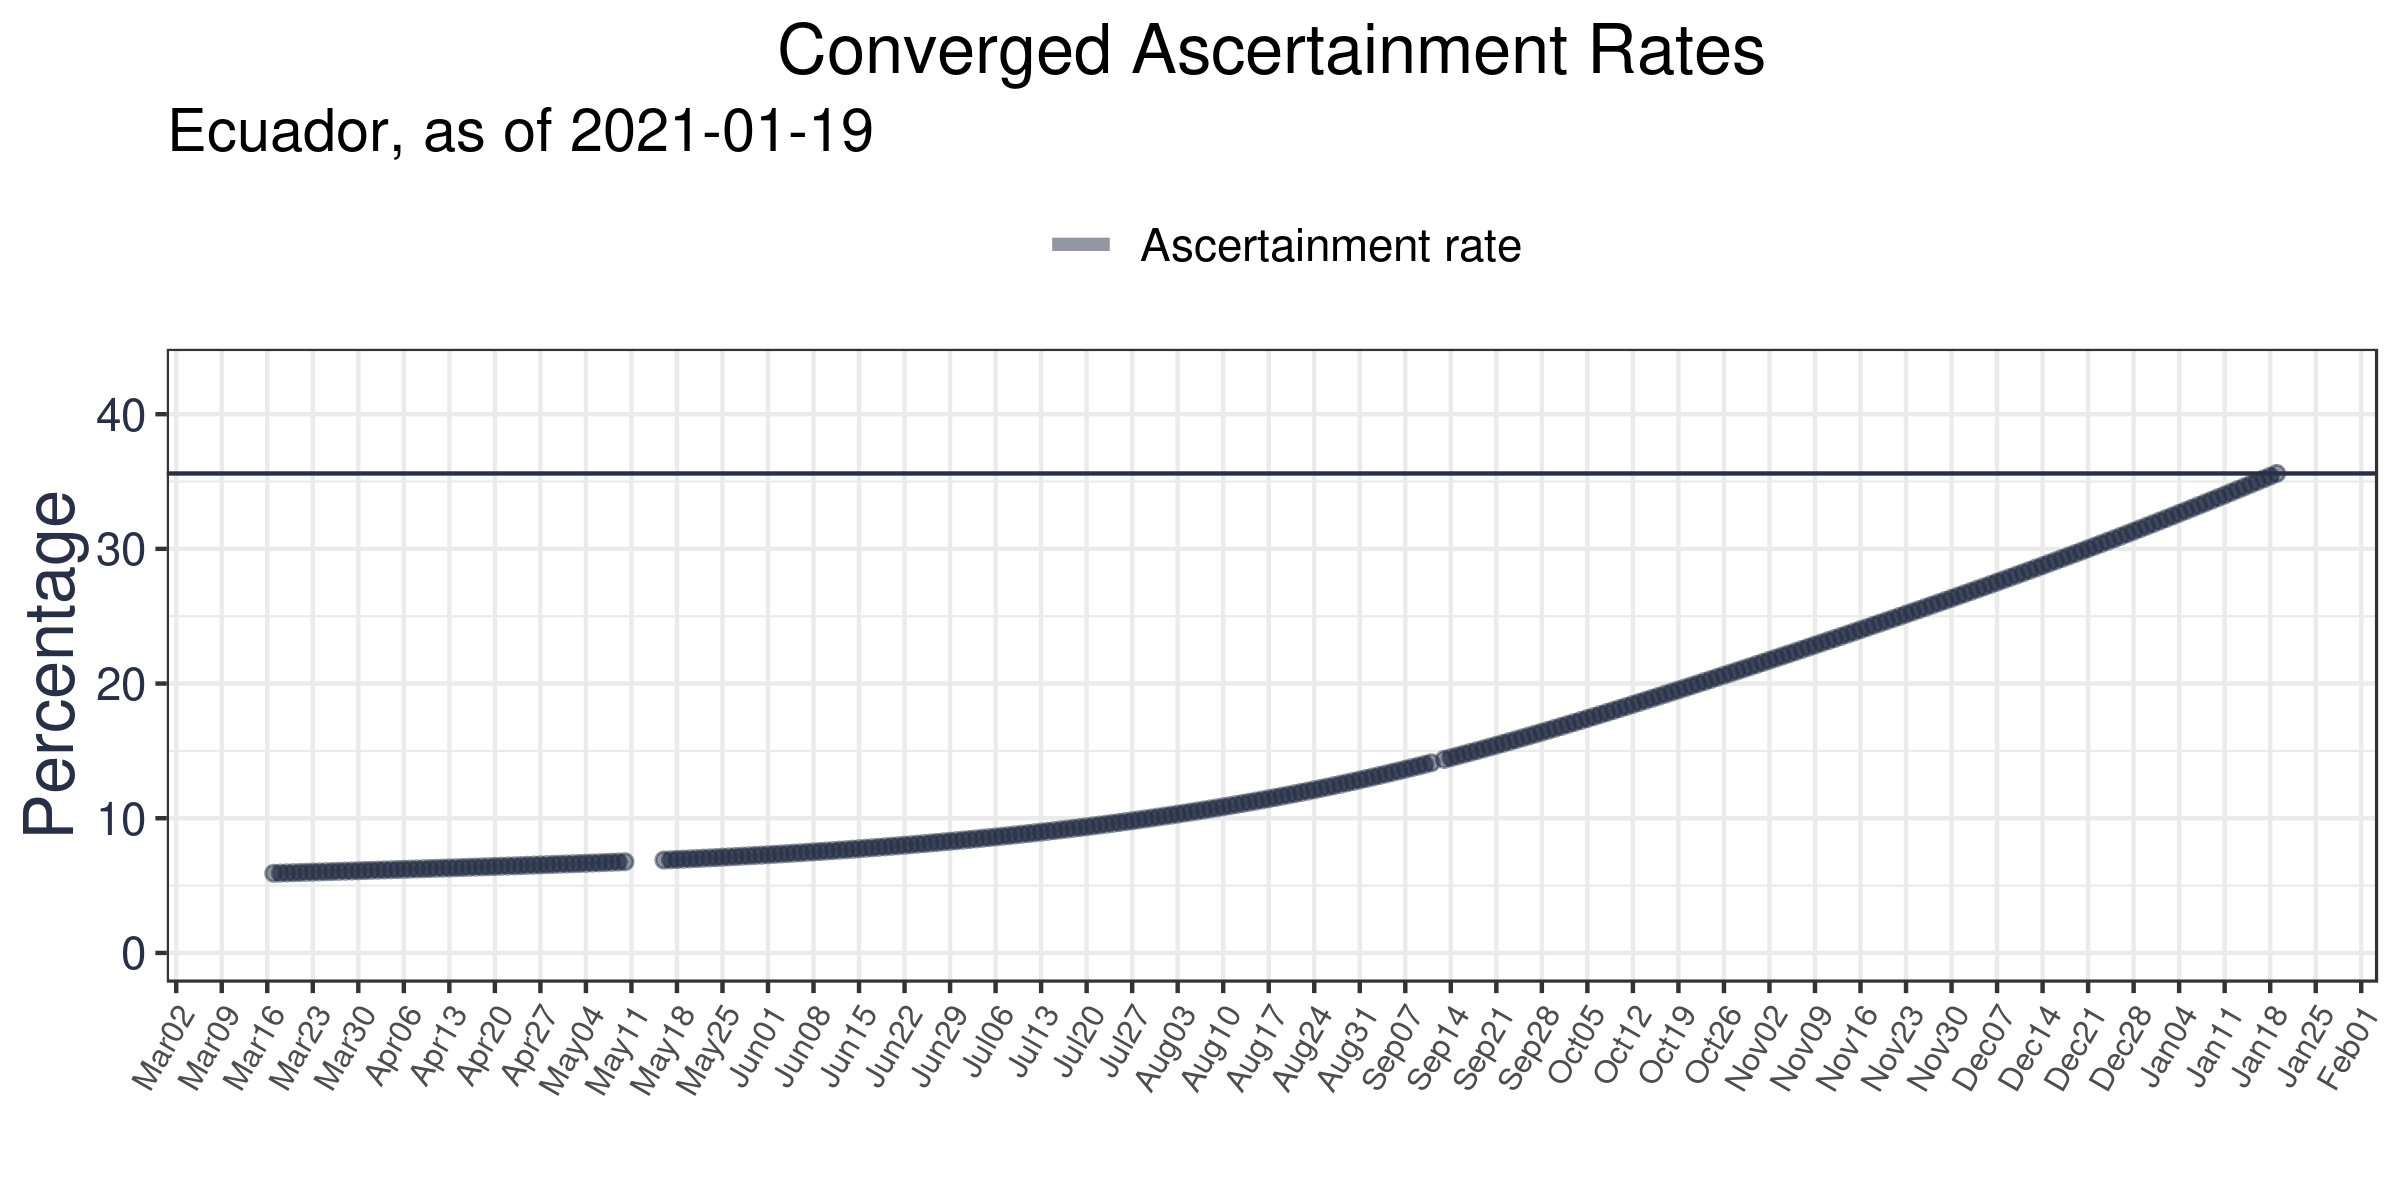 Converged Ascertainment Rates
Ecuador, as of 2021-01-19
Ascertainment rate
Percentage
40
30
20
10
0
Mar02 Mar09 Mar16 Mar23 Mar30 Apr06 Apr13 Apr20 Apr27 May04 May11 May18 May25 Jun01 Jun08 Jun15 Jun22 Jun29 Jul06 Jul13 Jul20 Jul27 Aug03 Aug10 Aug17 Aug24 Aug31 Sep07 Sep14 Sep21 Sep28 Oct05 Oct12 Oct19 Oct26 Nov02 Nov09 Nov16 Nov23 Nov30 Dec07 Dec14 Dec21 Dec28 Jan04 Jan11 Jan18 Jan25 Feb01